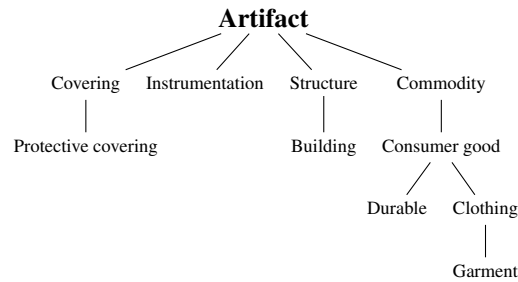 Artifact
Covering Instrumentation Structure Commodity
Protective covering Building Consumer good
Durable Clothing
Garment